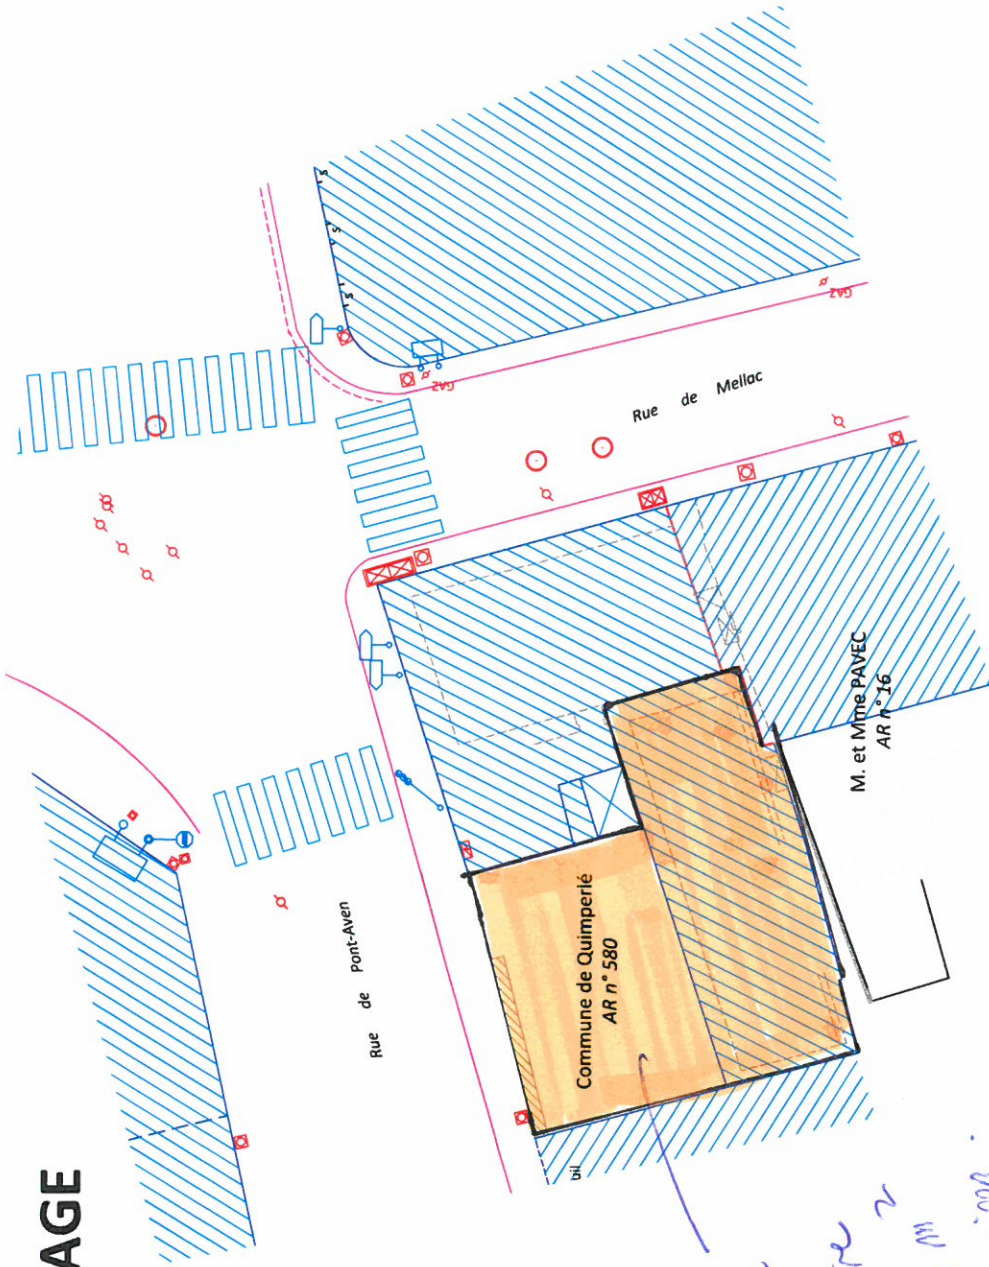 AGE
S
S
S
GAZ
GAZ
Rue de Mellac
Rue de Pont-Aven
Commune de Quimperlé
AR n° 580
M. et Mme PAVEC
AR n° 16